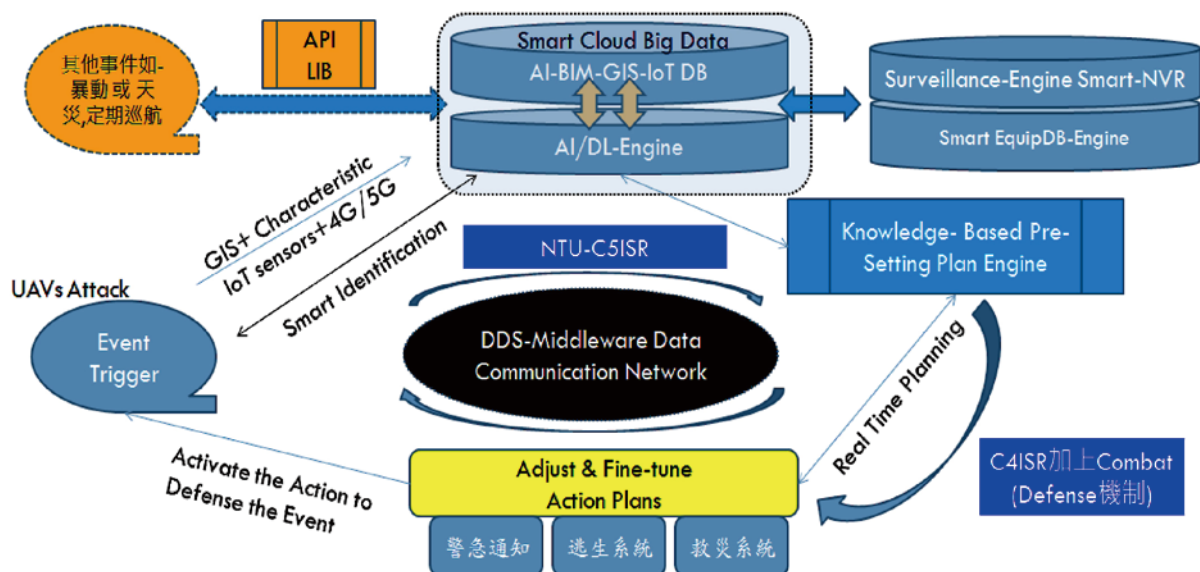 其他事件如-
暴動 或 天
災,定期巡航
API
LIB
Smart Cloud Big Data
AI-BIM-GIS-IoT DB
AI/DL-Engine
Surveillance-Engine Smart-NVR
Smart EquipDB-Engine
GIS+ Characteristic
IoT sensors+4G/5G
Smart Identification
NTU-C5ISR
Knowledge- Based Pre-
Setting Plan Engine
UAVs Attack
Event
Trigger
DDS-Middleware Data
Communication Network
Real Time Planning
Activate the Action to
Defense the Event
Adjust & Fine-tune
Action Plans
C4ISR加上Combat
(Defense機制)
警急通知
逃生系統
救災系統